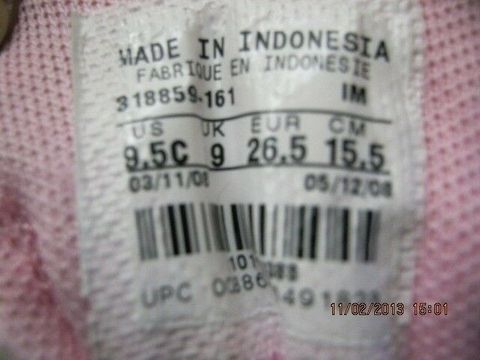 MADE IN INDONESIA
FABRIQUE EN INDONESIE
318859-161 IM
US UK EUR CM
9.5C 9 26.5 15.5
03/11/08 05/12/08
UPC
11/02/2013 15:01